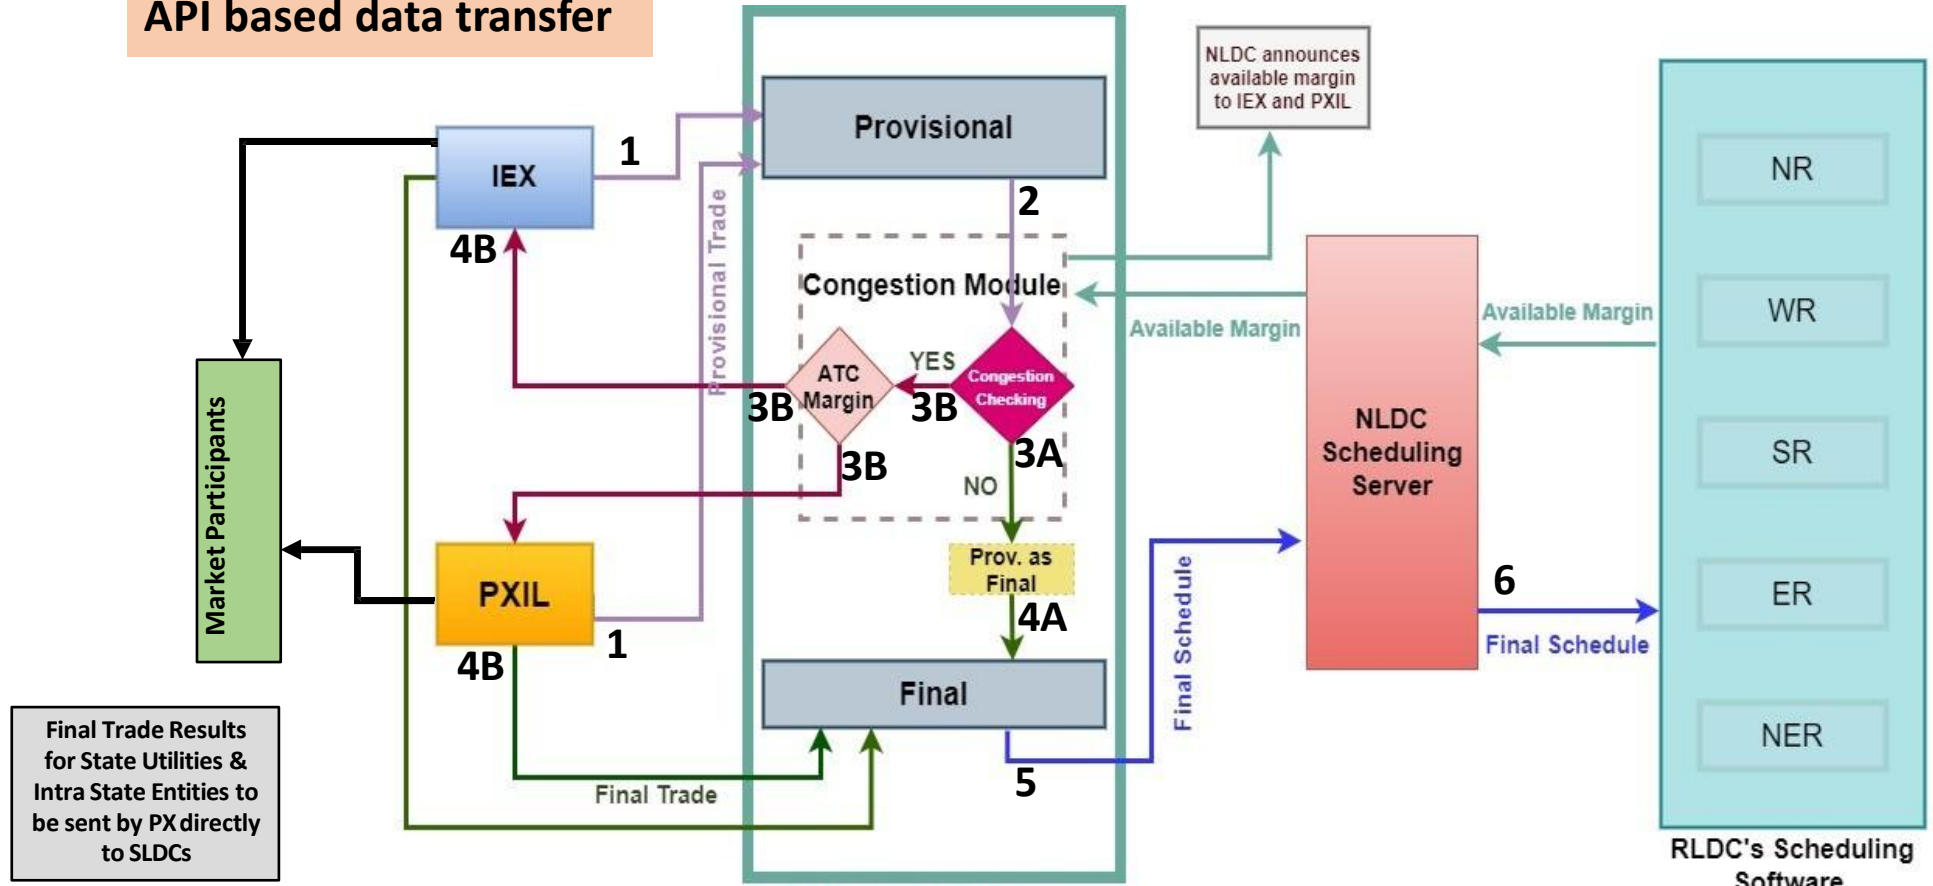 API based data transfer
NLDC announces
available margin
to IEX and PXIL
Provisional
IEX
1
2
4B
Provisional Trade
Congestion Module
Available Margin
Available Margin
YES
ATC
Margin
Congestion
Checking
3B
3B
3B
3A
NO
Market Participants
NLDC
Scheduling
Server
NR
WR
SR
ER
NER
PXIL
1
4B
Prov. as
Final
4A
Final
Final Schedule
6
Final Schedule
5
Final Trade
Final Trade Results
for State Utilities &
Intra State Entities to
be sent by PX directly
to SLDCs
RLDC's Scheduling
Software